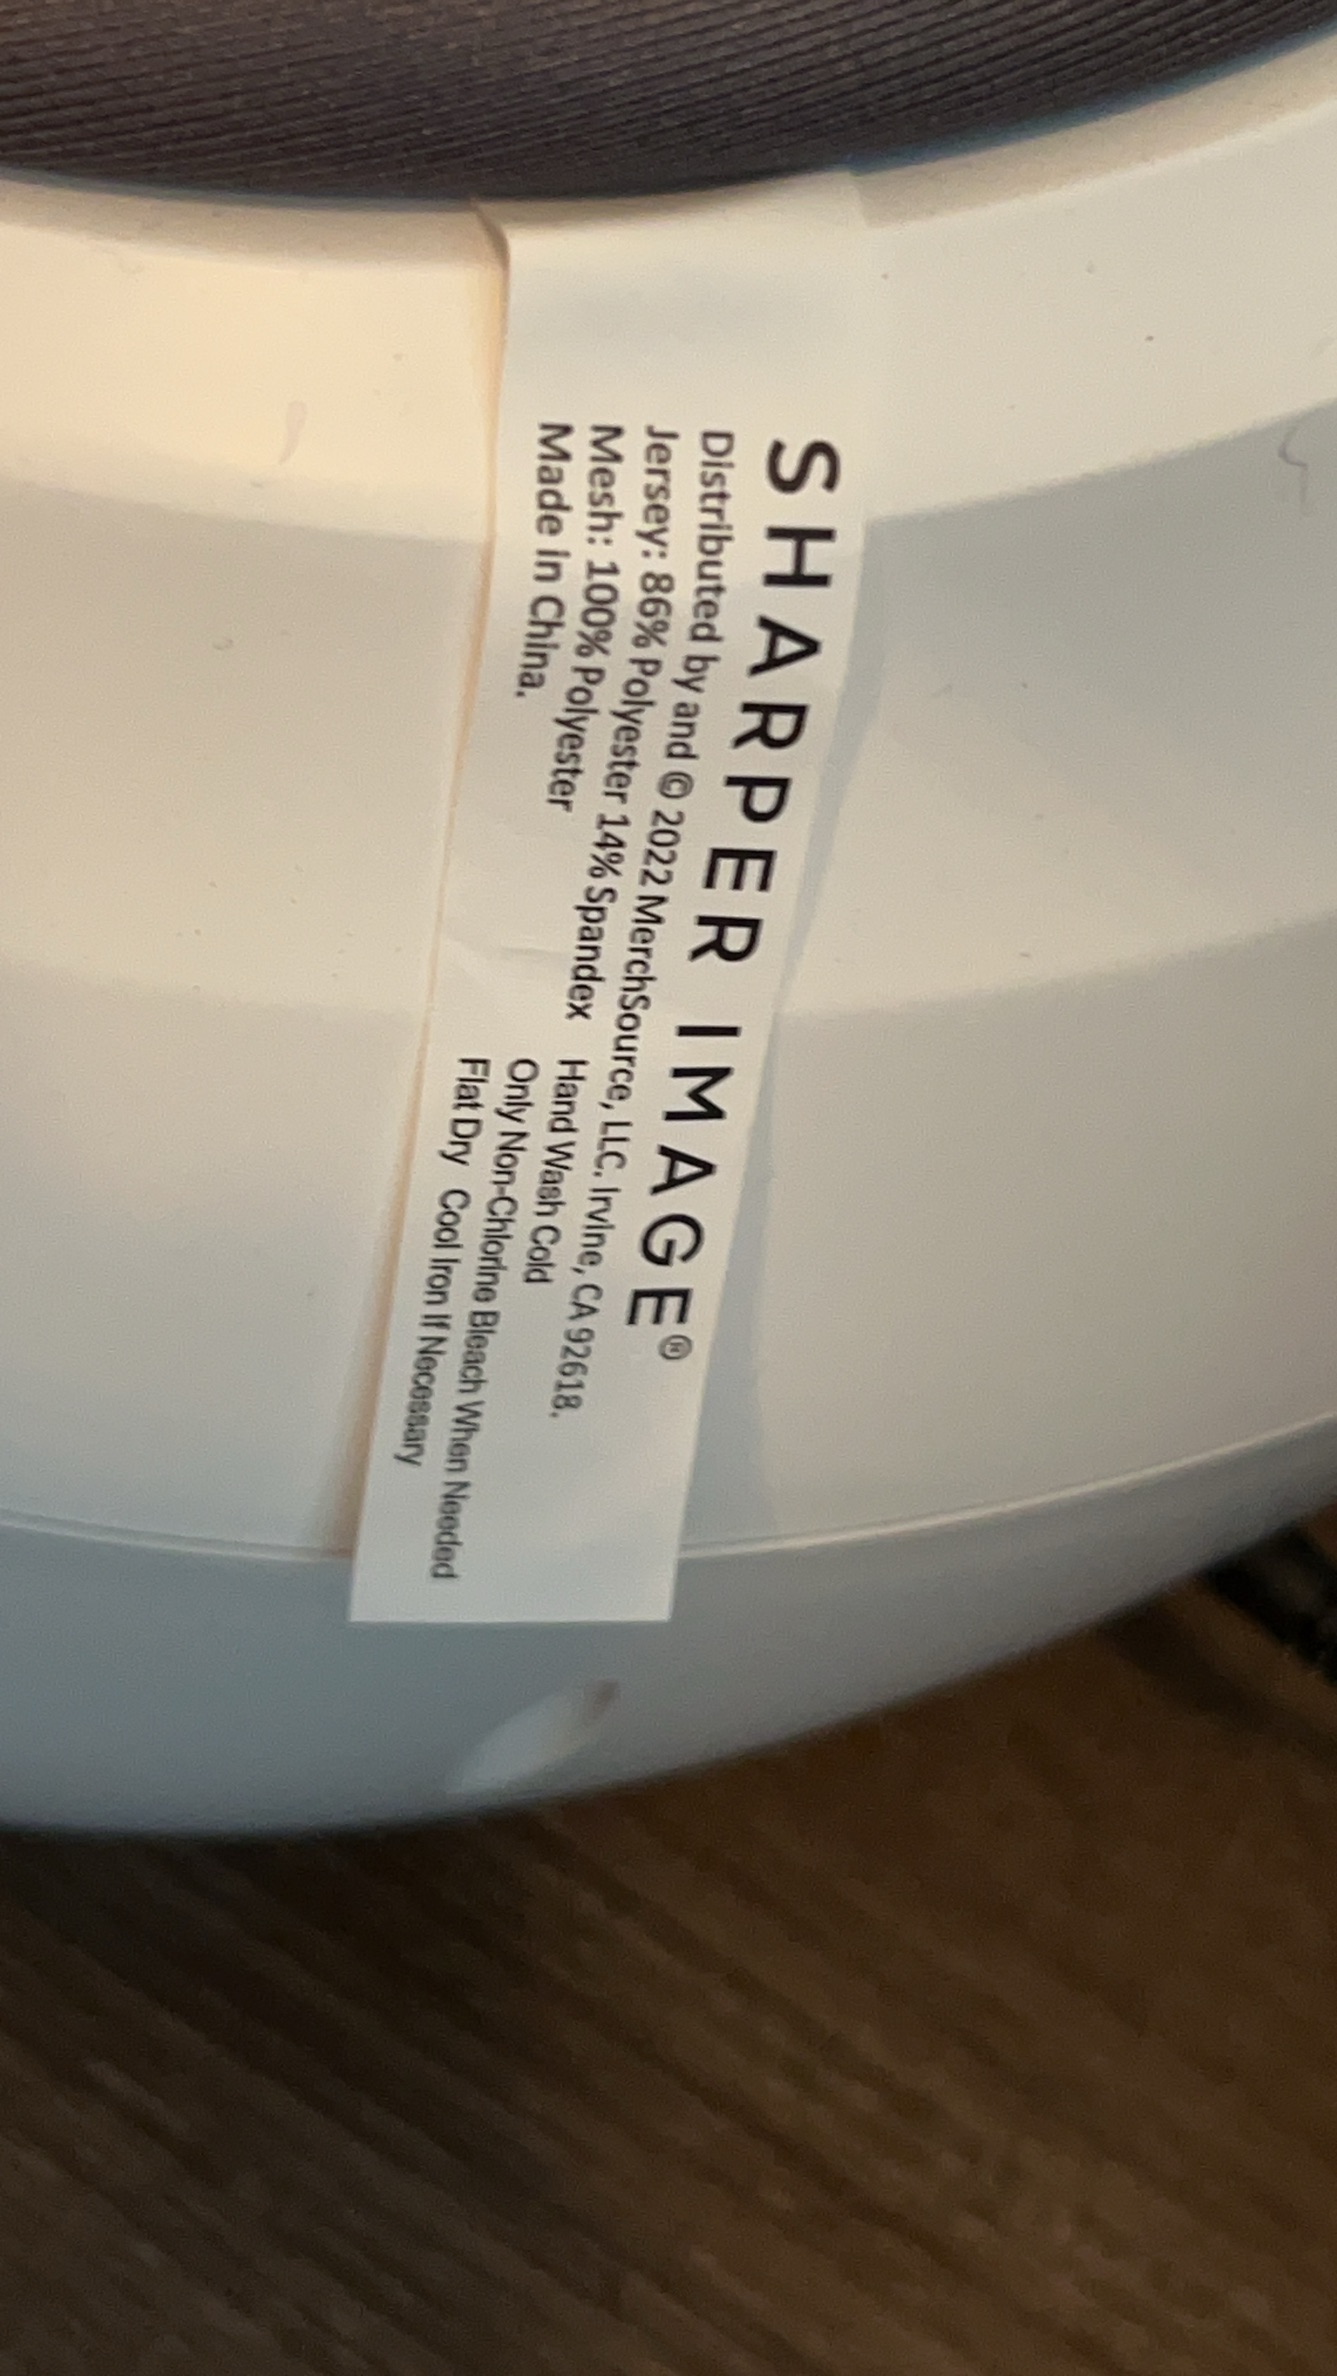 SHARPER IMAGE®
Distributed by and © 2022 MerchSource, LLC. Irvine, CA 92618.
Jersey: 86% Polyester 14% Spandex
Mesh: 100% Polyester
Made in China.
Hand Wash Cold
Only Non-Chlorine Bleach When Needed
Flat Dry Cool Iron If Necessary